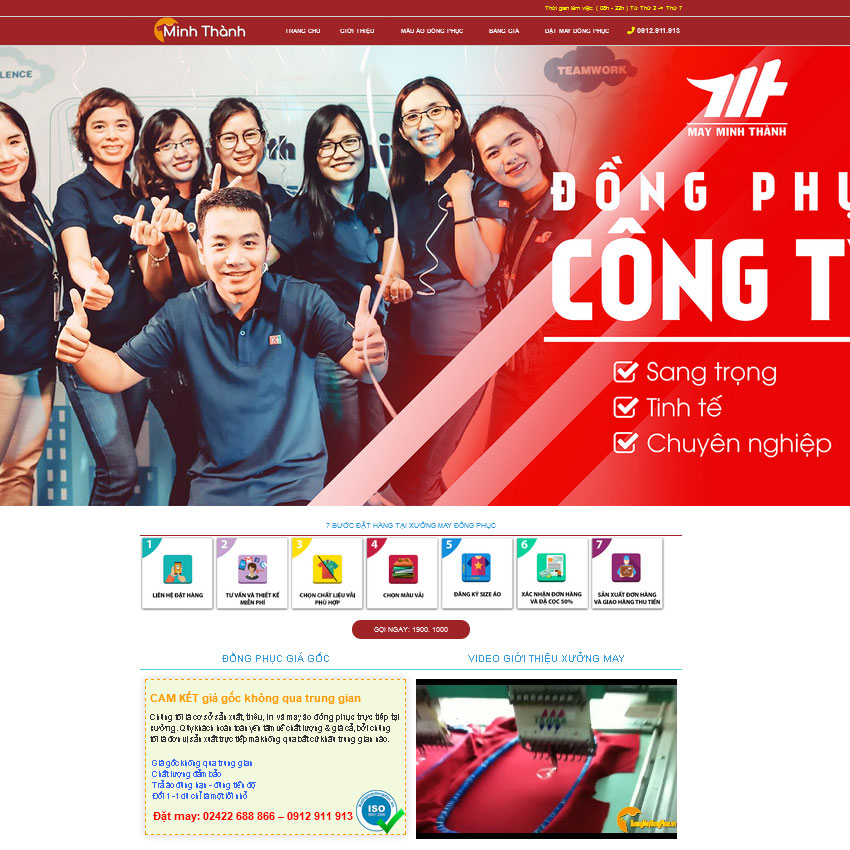 Thời gian làm việc. ( 08h - 22h ) Từ Thứ 2 -> Thứ 7
Minh Thành
TRANG CHỦ GIỚI THIỆU MẪU ÁO ĐỒNG PHỤC BẢNG GIÁ ĐẶT MAY ĐỒNG PHỤC 0912.911.913
TEAMWORK
MAY MINH THÀNH
ĐỒNG PHỤ
CÔNG TY
Sang trọng
Tinh tế
Chuyên nghiệp
7 BƯỚC ĐẶT HÀNG TẠI XƯỞNG MAY ĐỒNG PHỤC
1 2 3 4 5 6 7
LIÊN HỆ ĐẶT HÀNG
TƯ VẤN VÀ THIẾT KẾ
MIỄN PHÍ
CHỌN CHẤT LIỆU VẢI
PHÙ HỢP
CHỌN MÀU VẢI
ĐĂNG KÝ SIZE ÁO
XÁC NHẬN ĐƠN HÀNG
VÀ ĐẶ CỌC 50%
SẢN XUẤT ĐƠN HÀNG
VÀ GIAO HÀNG THU TIỀN
GỌI NGAY: 1900. 1000
ĐỒNG PHỤC GIÁ GỐC
VIDEO GIỚI THIỆU XƯỞNG MAY
CAM KẾT giá gốc không qua trung gian
Chúng tôi là cơ sở sản xuất, thêu, in và may áo đồng phục trực tiếp tại
xưởng. Quý khách hoàn toàn yên tâm về chất lượng & giá cả, bởi chúng
tôi là đơn vị sản xuất trực tiếp mà không qua bất cứ khâu trung gian nào.
Giá gốc không qua trung gian
Chất lượng đảm bảo
Trả áo đúng hạn - đúng tiến độ
Đổi 1 -1 dù chỉ là một lỗi nhỏ
Đặt may: 02422 688 866 – 0912 911 913
ISO